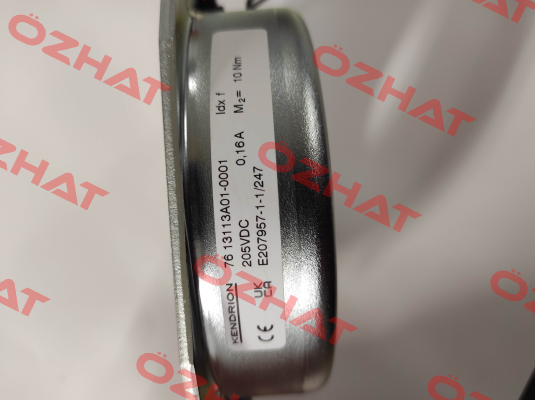 KENDRION 76 13113A01-0001 Idx f
205VDC 0,16A M2= 10 Nm
CE UK CA E207957-1-1/247
ÖZHAT
ÖZHAT
ÖZHAT
ÖZHAT
ÖZHAT
ÖZHAT
ÖZHAT